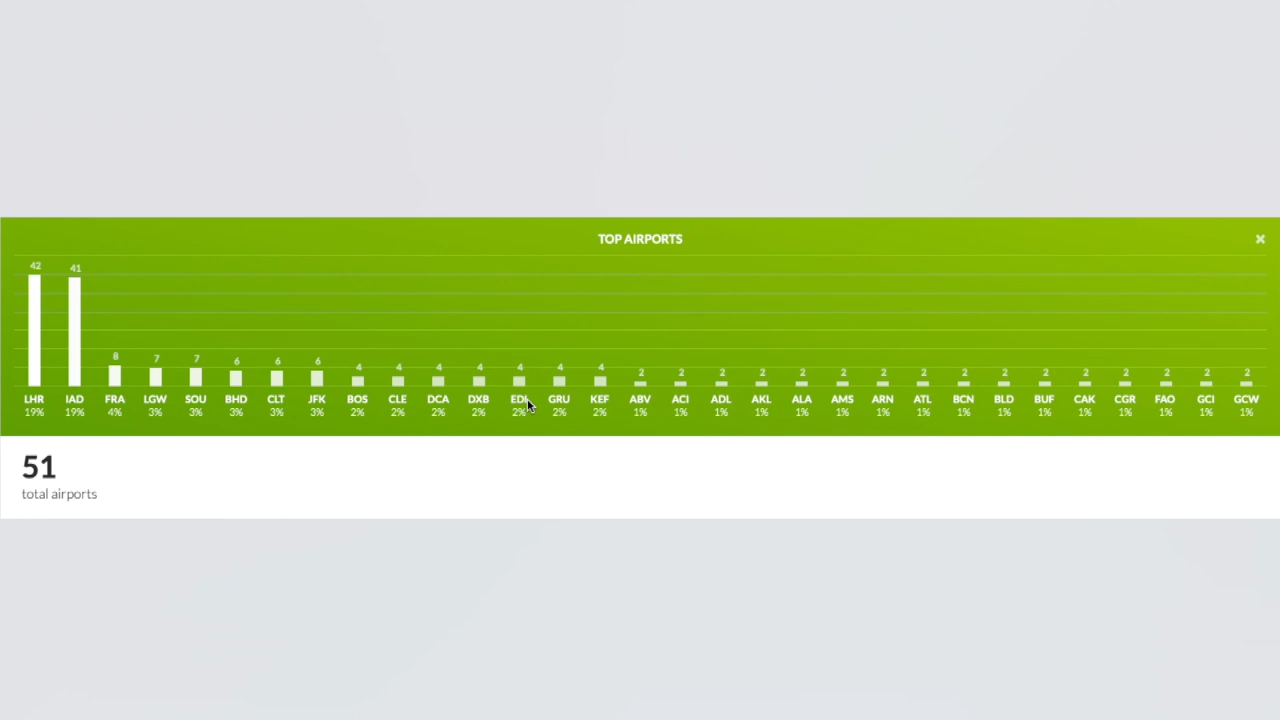 TOP AIRPORTS ✖
42 41 8 7 7 6 6 6 4 4 4 4 4 4 4 2 2 2 2 2 2 2 2 2 2 2 2 2 2 2 2
LHR IAD FRA LGW SOU BHD CLT JFK BOS CLE DCA DXB EDI GRU KEF ABV ACI ADL AKL ALA AMS ARN ATL BCN BLD BUF CAK CGR FAO GCI GCW
19% 19% 4% 3% 3% 3% 3% 3% 2% 2% 2% 2% 2% 2% 2% 1% 1% 1% 1% 1% 1% 1% 1% 1% 1% 1% 1% 1% 1% 1% 1%
51
total airports